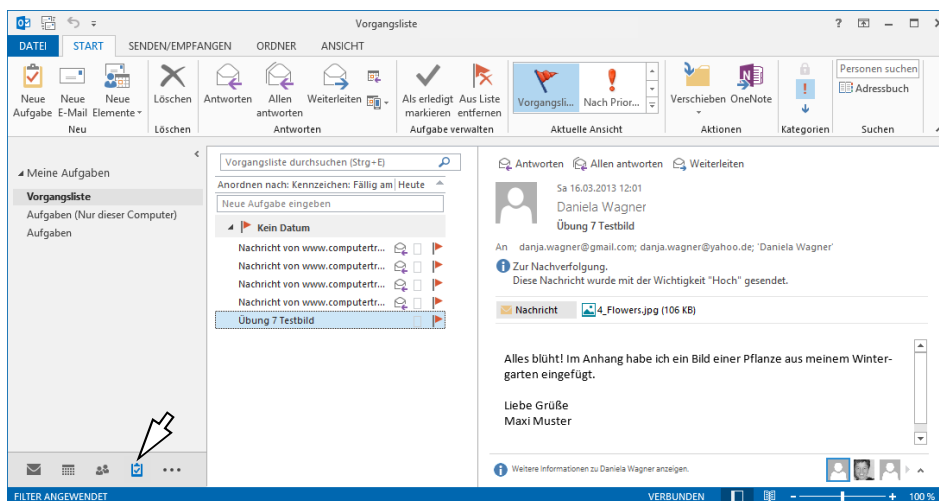 Vorgangsliste
DATEI START SENDEN/EMPFANGEN ORDNER ANSICHT
Neue Aufgabe
Neue E-Mail
Neue Elemente
Neu
Löschen
Löschen
Antworten
Allen antworten
Weiterleiten
Antworten
Als erledigt markieren
Aus Liste entfernen
Aufgabe verwalten
Vorgangsli...
Nach Prior...
Aktuelle Ansicht
Verschieben
OneNote
Aktionen
Kategorien
Personen suchen
Adressbuch
Suchen
Meine Aufgaben
Vorgangsliste
Aufgaben (Nur dieser Computer)
Aufgaben
Vorgangsliste durchsuchen (Strg+E)
Anordnen nach: Kennzeichen: Fällig am Heute
Neue Aufgabe eingeben
Kein Datum
Nachricht von www.computertr...
Nachricht von www.computertr...
Nachricht von www.computertr...
Nachricht von www.computertr...
Übung 7 Testbild
Antworten Allen antworten Weiterleiten
Sa 16.03.2013 12:01
Daniela Wagner
Übung 7 Testbild
An danja.wagner@gmail.com; danja.wagner@yahoo.de; 'Daniela Wagner'
Zur Nachverfolgung.
Diese Nachricht wurde mit der Wichtigkeit "Hoch" gesendet.
Nachricht 4_Flowers.jpg (106 KB)
Alles blüht! Im Anhang habe ich ein Bild einer Pflanze aus meinem Winter-
garten eingefügt.
Liebe Grüße
Maxi Muster
Weitere Informationen zu Daniela Wagner anzeigen.
FILTER ANGEWENDET VERBUNDEN 100 %